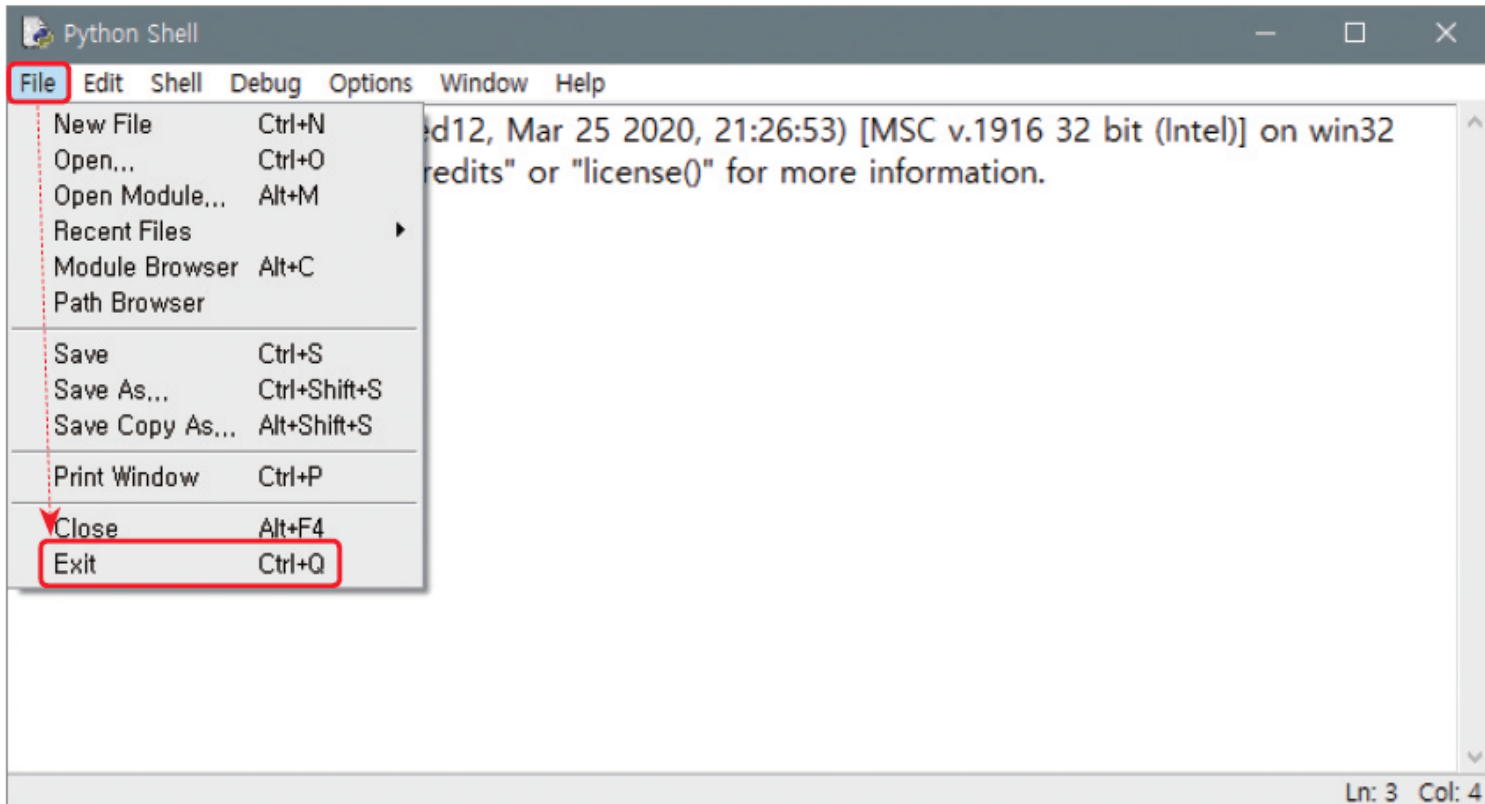 Python Shell
File Edit Shell Debug Options Window Help
New File Ctrl+N
Open... Ctrl+O
Open Module... Alt+M
Recent Files
Module Browser Alt+C
Path Browser
Save Ctrl+S
Save As... Ctrl+Shift+S
Save Copy As... Alt+Shift+S
Print Window Ctrl+P
Close Alt+F4
Exit Ctrl+Q
ed12, Mar 25 2020, 21:26:53) [MSC v.1916 32 bit (Intel)] on win32
redits" or "license()" for more information.
Ln: 3 Col: 4